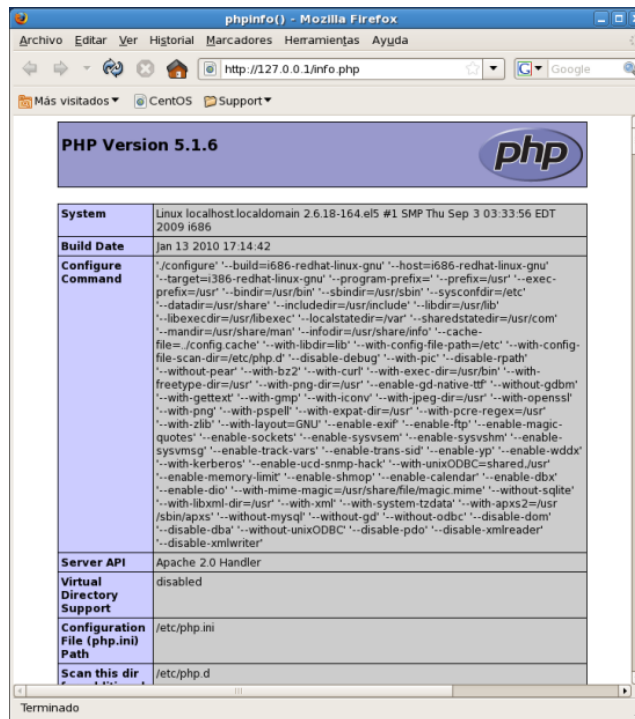 phpinfo() - Mozilla Firefox
Archivo Editar Ver Historial Marcadores Herramientas Ayuda
http://127.0.0.1/info.php
G Google
Más visitados CentOS Support
PHP Version 5.1.6
php
System
Linux localhost.localdomain 2.6.18-164.el5 #1 SMP Thu Sep 3 03:33:56 EDT
2009 i686
Build Date
Jan 13 2010 17:14:42
Configure
Command
'./configure' '--build=i686-redhat-linux-gnu' '--host=i686-redhat-linux-gnu'
'--target=i386-redhat-linux-gnu' '--program-prefix=' '--prefix=/usr' '--exec-
prefix=/usr' '--bindir=/usr/bin' '--sbindir=/usr/sbin' '--sysconfdir=/etc'
'--datadir=/usr/share' '--includedir=/usr/include' '--libdir=/usr/lib'
'--libexecdir=/usr/libexec' '--localstatedir=/var' '--sharedstatedir=/usr/com'
'--mandir=/usr/share/man' '--infodir=/usr/share/info' '--cache-
file=../config.cache' '--with-libdir=lib' '--with-config-file-path=/etc' '--with-config-
file-scan-dir=/etc/php.d' '--disable-debug' '--with-pic' '--disable-rpath'
'--without-pear' '--with-bz2' '--with-curl' '--with-exec-dir=/usr/bin' '--with-
freetype-dir=/usr' '--with-png-dir=/usr' '--enable-gd-native-ttf' '--without-gdbm'
'--with-gettext' '--with-gmp' '--with-iconv' '--with-jpeg-dir=/usr' '--with-openssl'
'--with-png' '--with-pspell' '--with-expat-dir=/usr' '--with-pcre-regex=/usr'
'--with-zlib' '--with-layout=GNU' '--enable-exif' '--enable-ftp' '--enable-magic-
quotes' '--enable-sockets' '--enable-sysvsem' '--enable-sysvshm' '--enable-
sysvmsg' '--enable-track-vars' '--enable-trans-sid' '--enable-yp' '--enable-wddx'
'--with-kerberos' '--enable-ucd-snmp-hack' '--with-unixODBC=shared,/usr'
'--enable-memory-limit' '--enable-shmop' '--enable-calendar' '--enable-dbx'
'--enable-dio' '--with-mime-magic=/usr/share/file/magic.mime' '--without-sqlite'
'--with-libxml-dir=/usr' '--with-xml' '--with-system-tzdata' '--with-apxs2=/usr
/sbin/apxs' '--without-mysql' '--without-gd' '--without-odbc' '--disable-dom'
'--disable-dba' '--without-unixODBC' '--disable-pdo' '--disable-xmlreader'
'--disable-xmlwriter'
Server API
Apache 2.0 Handler
Virtual
Directory
Support
disabled
Configuration
File (php.ini)
Path
/etc/php.ini
Scan this dir
/etc/php.d
Terminado